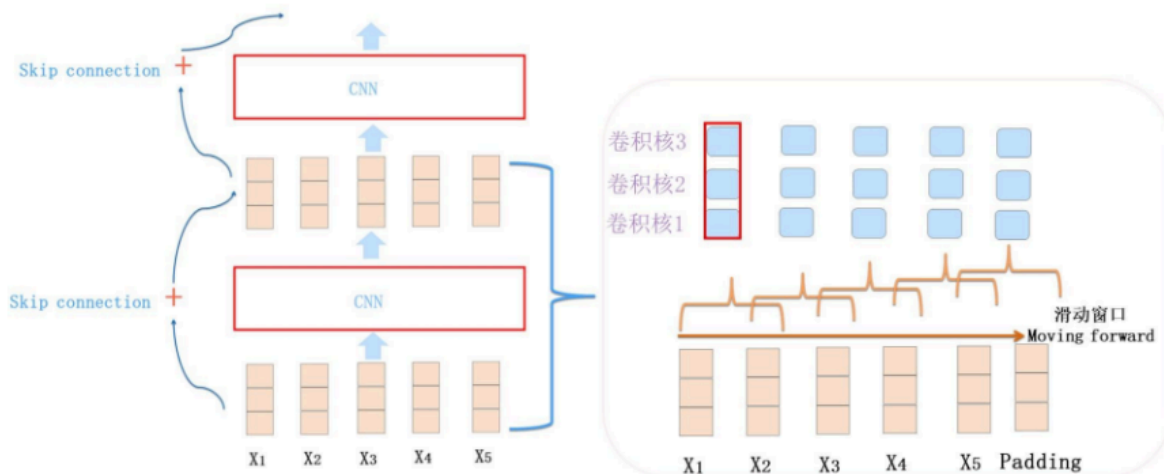 Skip connection
+
CNN
Skip connection
+
CNN
X1 X2 X3 X4 X5
卷积核3
卷积核2
卷积核1
滑动窗口
Moving forward
X1 X2 X3 X4 X5 Padding